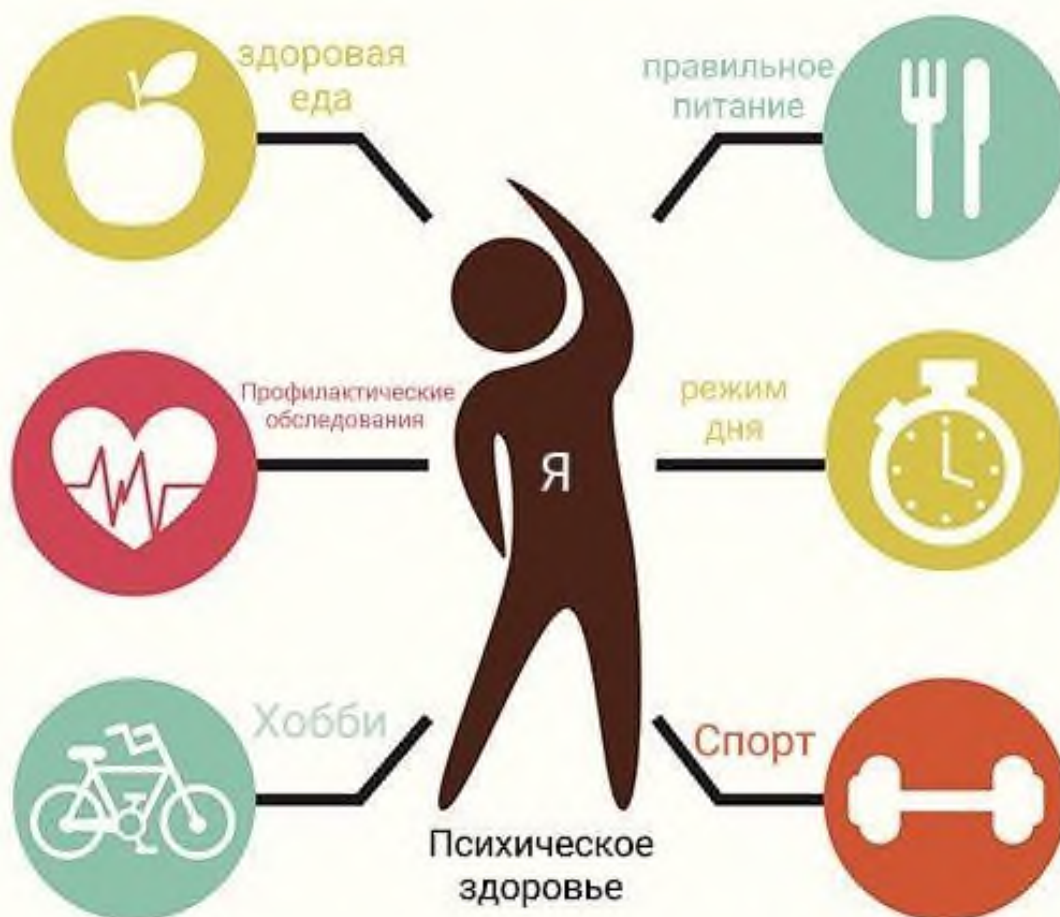 здоровая
еда
правильное
питание
Профилактические
обследования
режим
дня
Я
Хобби
Спорт
Психическое
здоровье